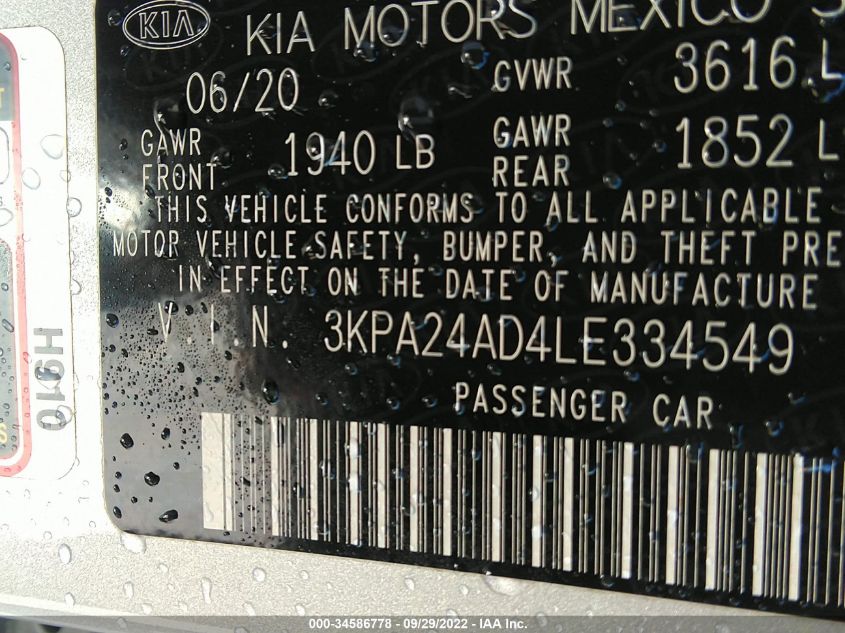 KIA KIA MOTORS MEXICO
06/20 GVWR 3616 L
GAWR FRONT 1940 LB GAWR REAR 1852 L
THIS VEHICLE CONFORMS TO ALL APPLICABLE
MOTOR VEHICLE SAFETY, BUMPER, AND THEFT PRE
IN EFFECT ON THE DATE OF MANUFACTURE
V.I.N. 3KPA24AD4LE334549
PASSENGER CAR
H910
000-34586778 - 09/29/2022 - IAA Inc.